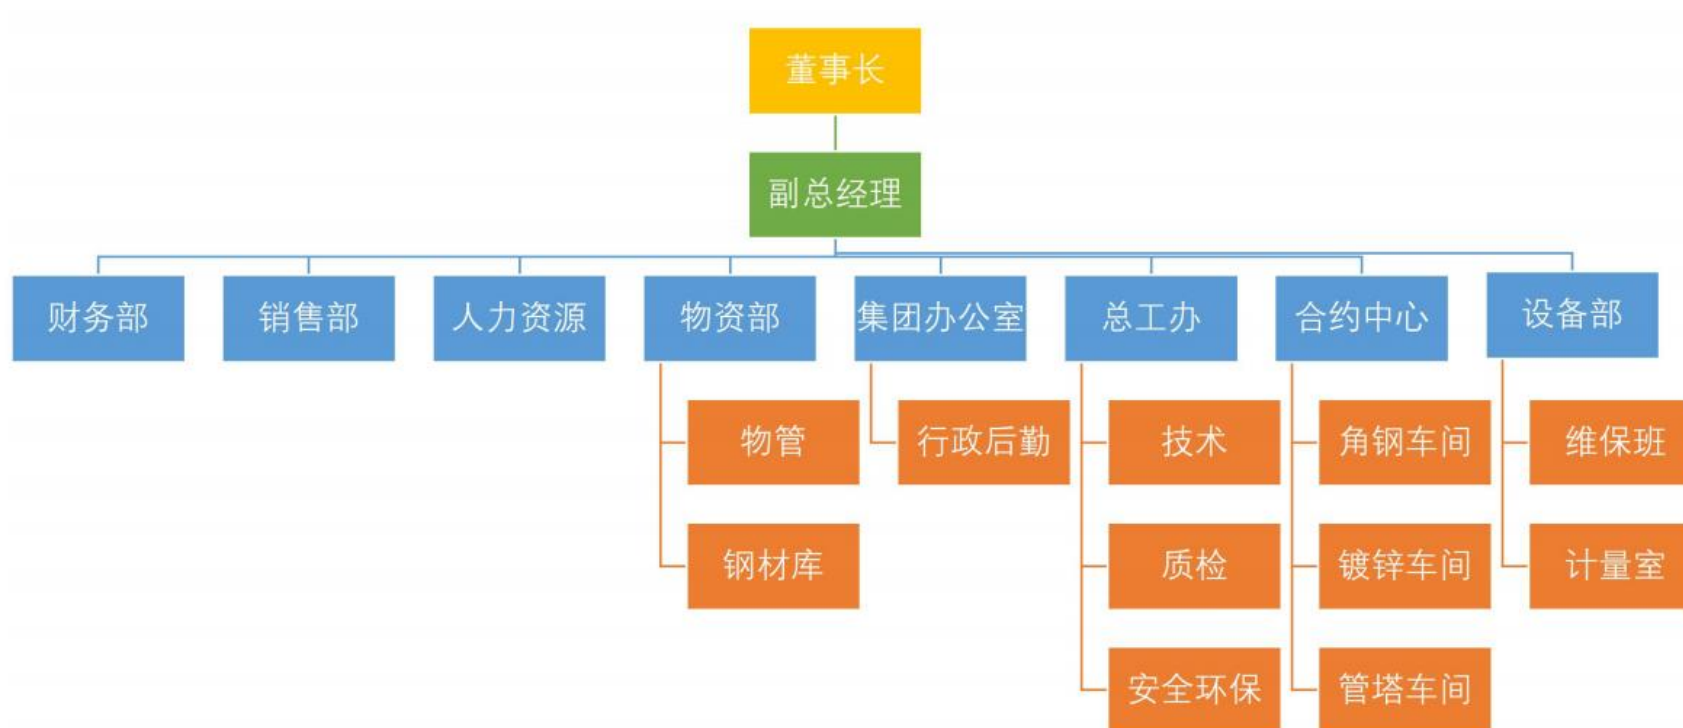 董事长
副总经理
财务部
销售部
人力资源
物资部
集团办公室
总工办
合约中心
设备部
物管
行政后勤
技术
角钢车间
维保班
钢材库
质检
镀锌车间
计量室
安全环保
管塔车间